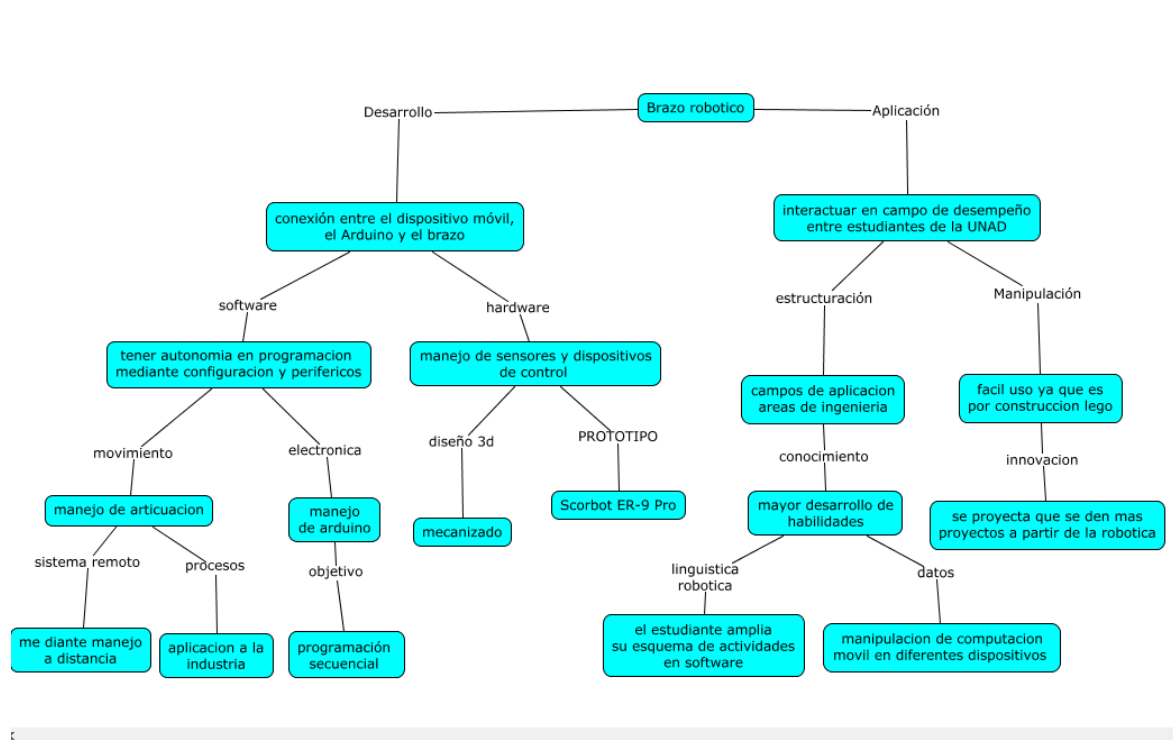 Brazo robotico
Desarrollo
Aplicación
conexión entre el dispositivo móvil,
el Arduino y el brazo
interactuar en campo de desempeño
entre estudiantes de la UNAD
software
hardware
estructuración
Manipulación
tener autonomia en programacion
mediante configuracion y perifericos
manejo de sensores y dispositivos
de control
campos de aplicacion
areas de ingenieria
facil uso ya que es
por construccion lego
movimiento
electronica
diseño 3d
PROTOTIPO
conocimiento
innovacion
manejo de articuacion
manejo
de arduino
mecanizado
Scorbot ER-9 Pro
mayor desarrollo de
habilidades
se proyecta que se den mas
proyectos a partir de la robotica
sistema remoto
procesos
objetivo
linguistica
robotica
datos
me diante manejo
a distancia
aplicacion a la
industria
programación
secuencial
el estudiante amplia
su esquema de actividades
en software
manipulacion de computacion
movil en diferentes dispositivos